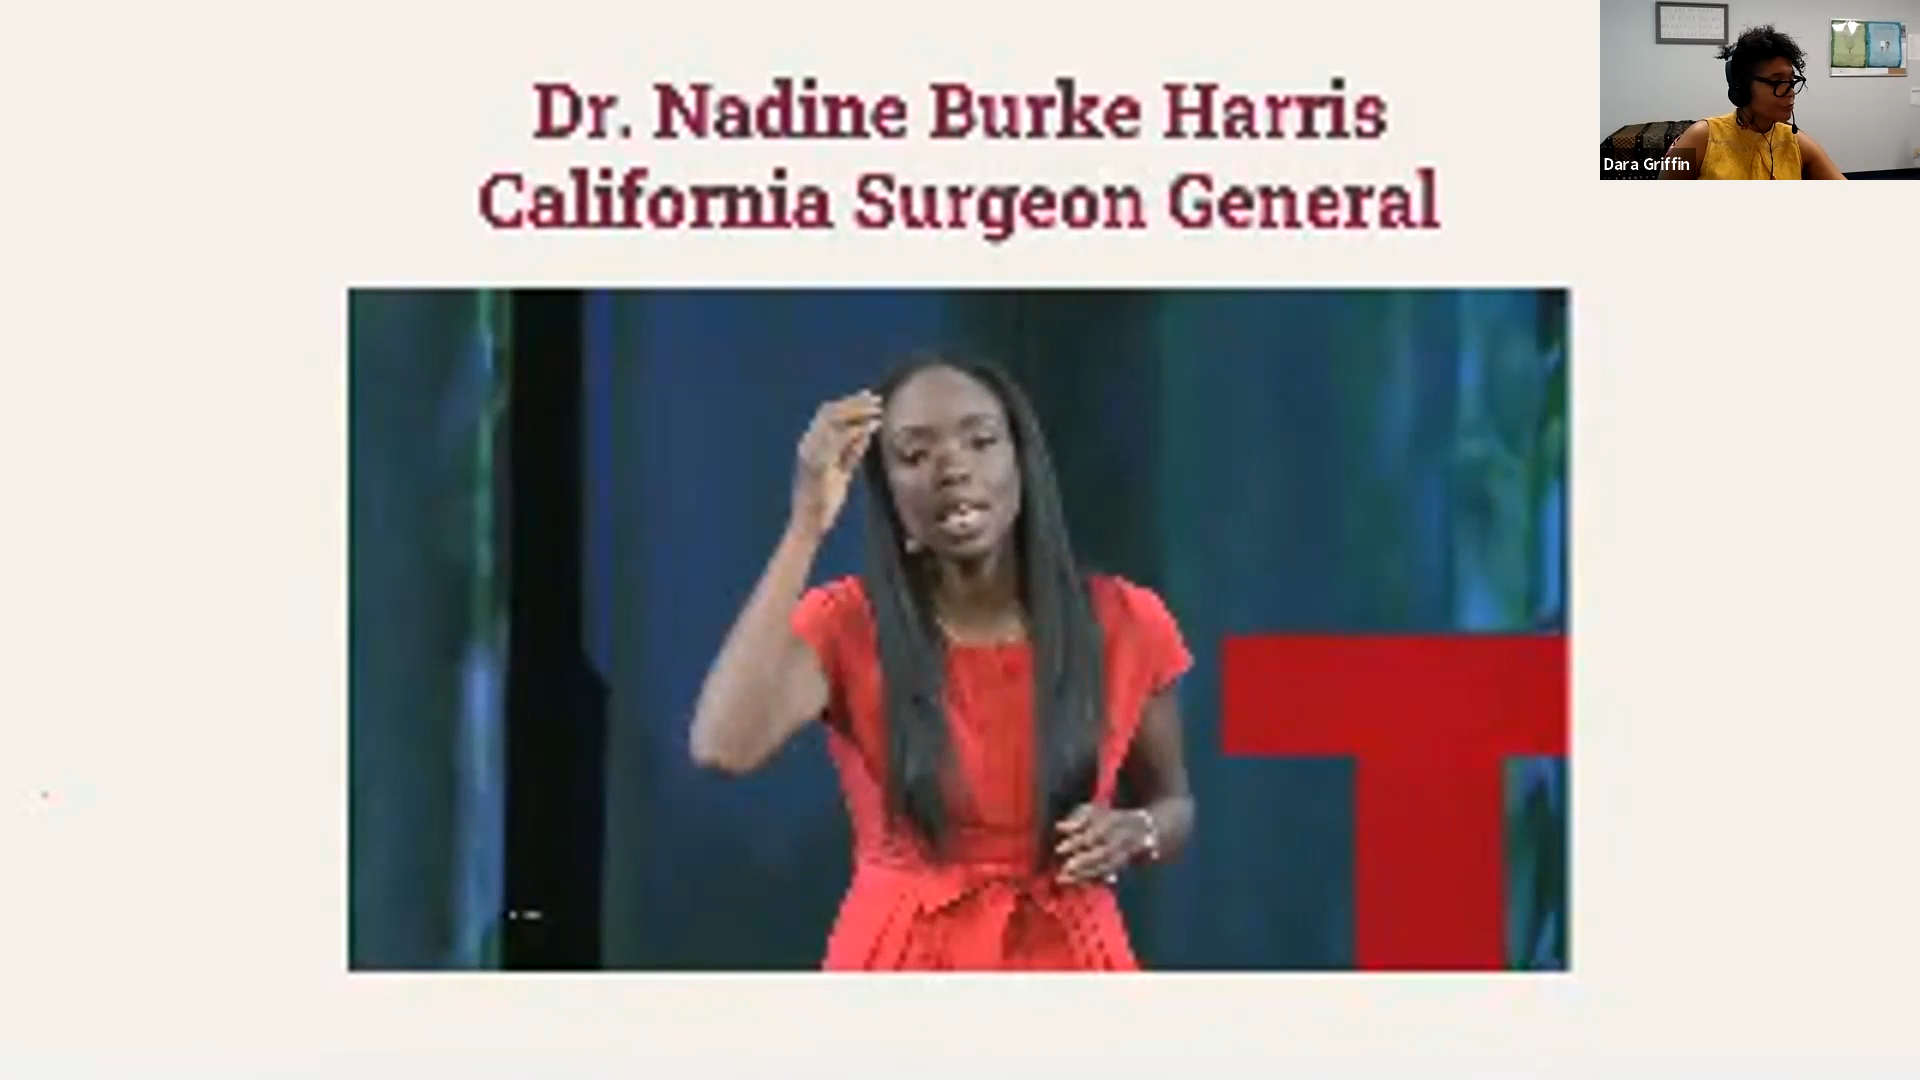 Dr. Nadine Burke Harris
California Surgeon General
Dara Griffin
T